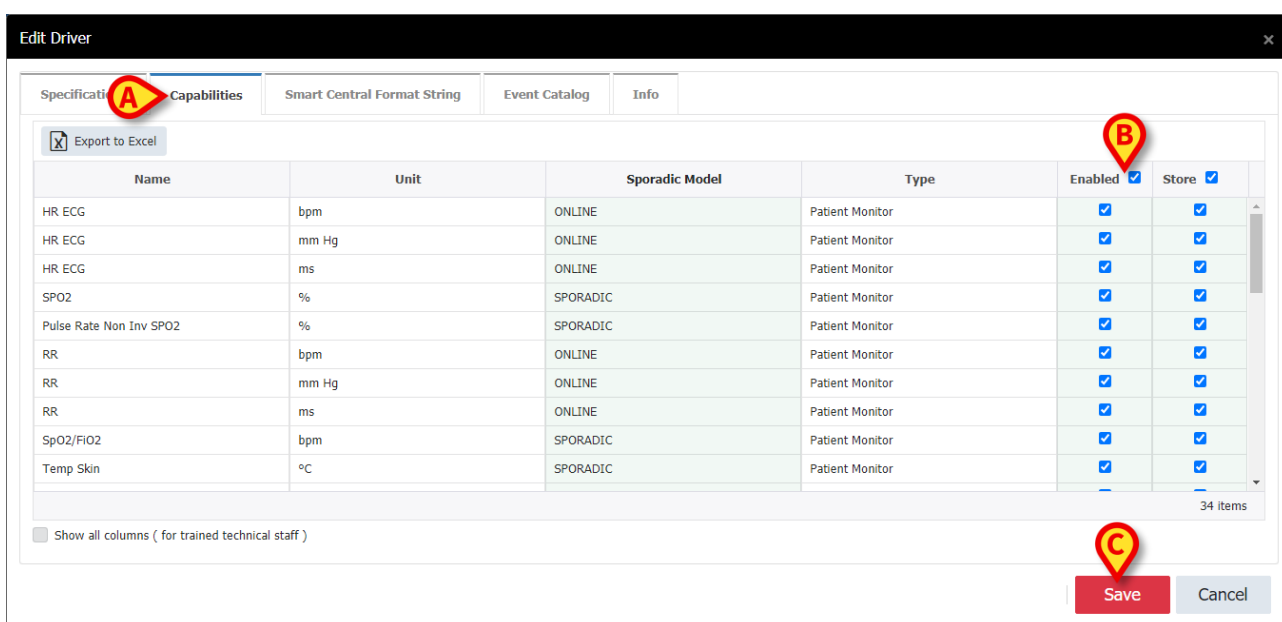 Edit Driver ×
A
Capabilities Smart Central Format String Event Catalog Info
X Export to Excel B
Name Unit Sporadic Model Type Enabled Store
HR ECG bpm ONLINE Patient Monitor
HR ECG mm Hg ONLINE Patient Monitor
HR ECG ms ONLINE Patient Monitor
SPO2 % SPORADIC Patient Monitor
Pulse Rate Non Inv SPO2 % SPORADIC Patient Monitor
RR bpm ONLINE Patient Monitor
RR mm Hg ONLINE Patient Monitor
RR ms ONLINE Patient Monitor
SpO2/FiO2 bpm SPORADIC Patient Monitor
Temp Skin °C SPORADIC Patient Monitor
34 items
Show all columns ( for trained technical staff )
C
Save Cancel